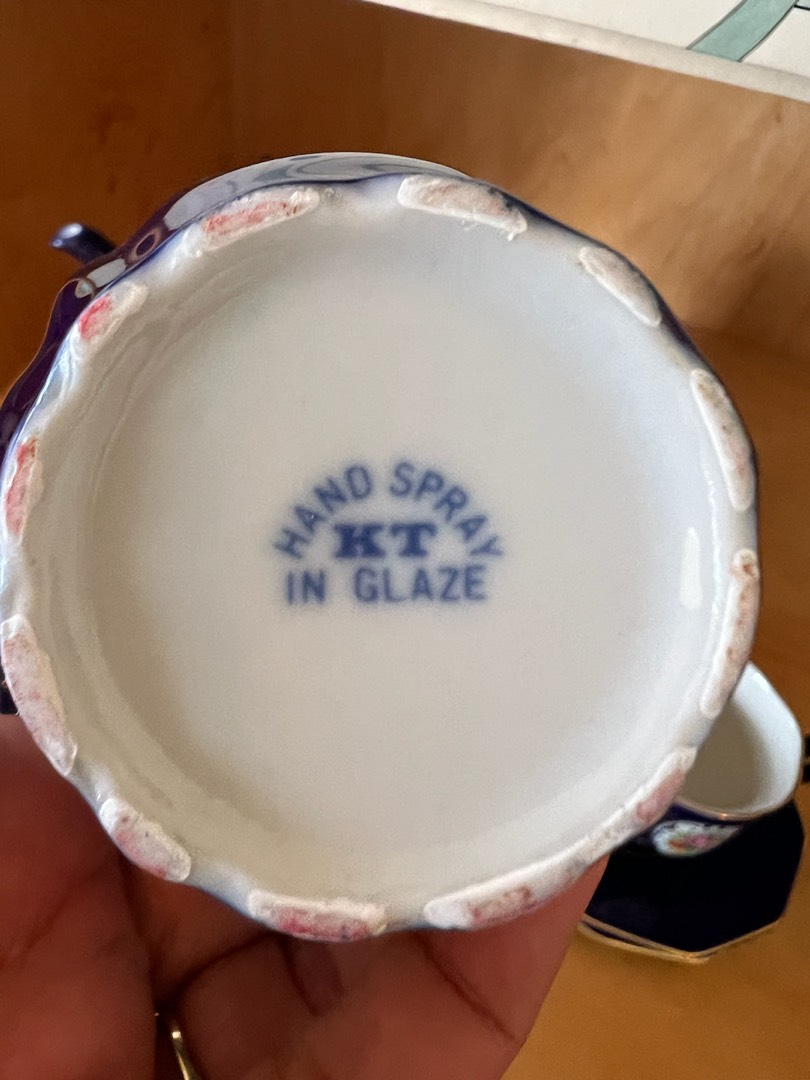 HAND SPRAY
KT
IN GLAZE